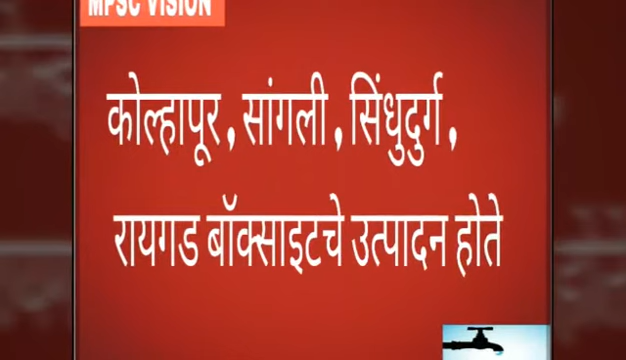 MPSC VISION
कोल्हापूर , सांगली , सिंधुदुर्ग ,
रायगड बॉक्साइटचे उत्पादन होते